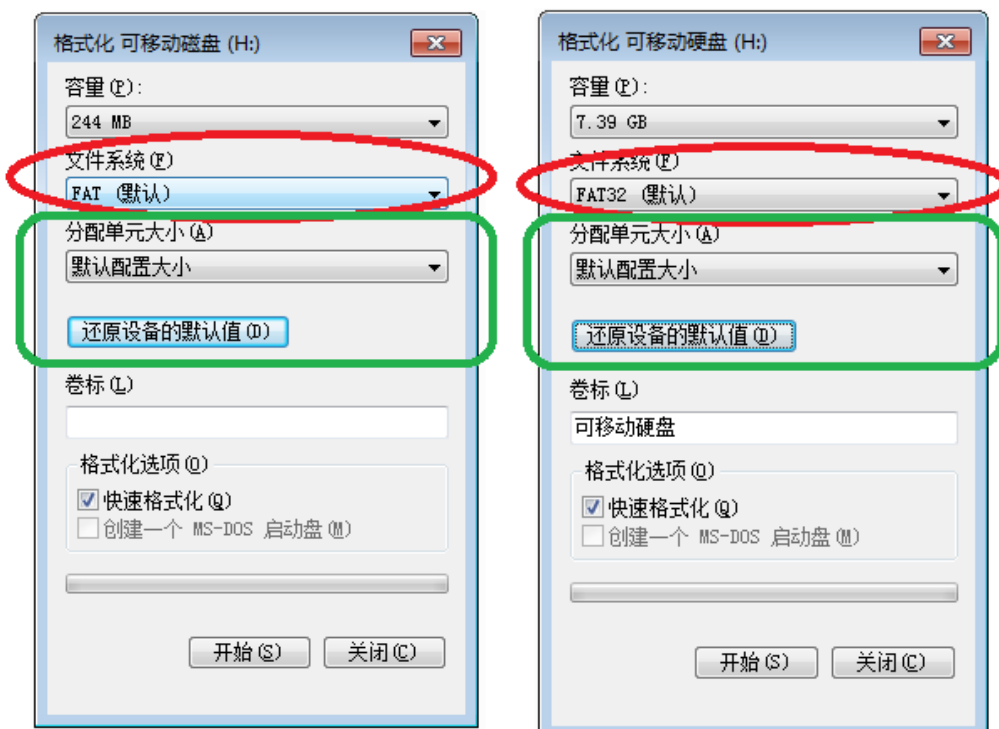 格式化 可移动磁盘 (H:)
容量(P):
244 MB
文件系统(F)
FAT (默认)
分配单元大小(A)
默认配置大小
还原设备的默认值(D)
卷标(L)
格式化选项(O)
快速格式化(Q)
创建一个 MS-DOS 启动盘(M)
开始(S)
关闭(C)
格式化 可移动硬盘 (H:)
容量(P):
7.39 GB
文件系统(F)
FAT32 (默认)
分配单元大小(A)
默认配置大小
还原设备的默认值(D)
卷标(L)
可移动硬盘
格式化选项(O)
快速格式化(Q)
创建一个 MS-DOS 启动盘(M)
开始(S)
关闭(C)